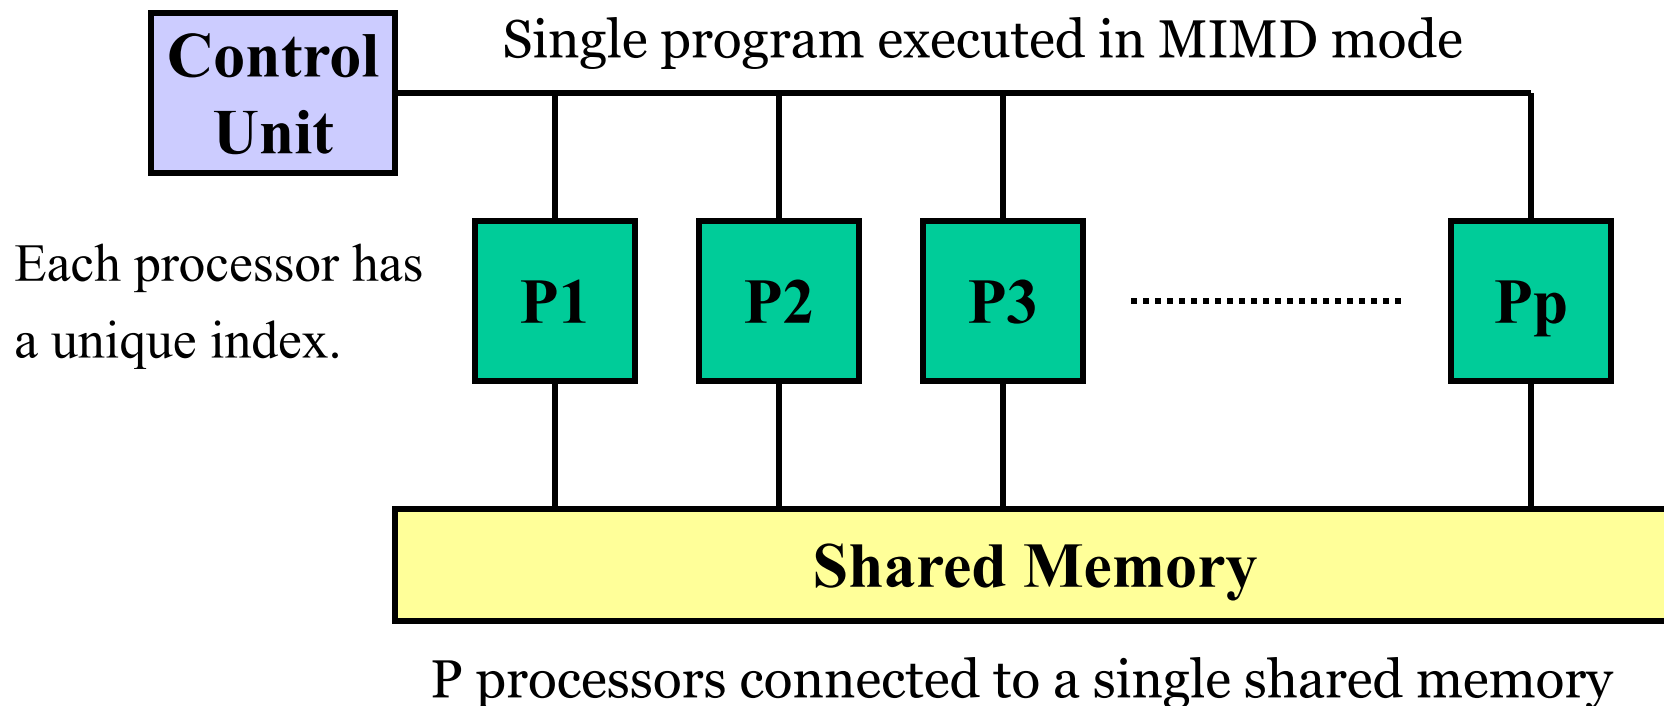 Control
Unit
Single program executed in MIMD mode
Each processor has
a unique index.
P1
P2
P3
Pp
Shared Memory
P processors connected to a single shared memory